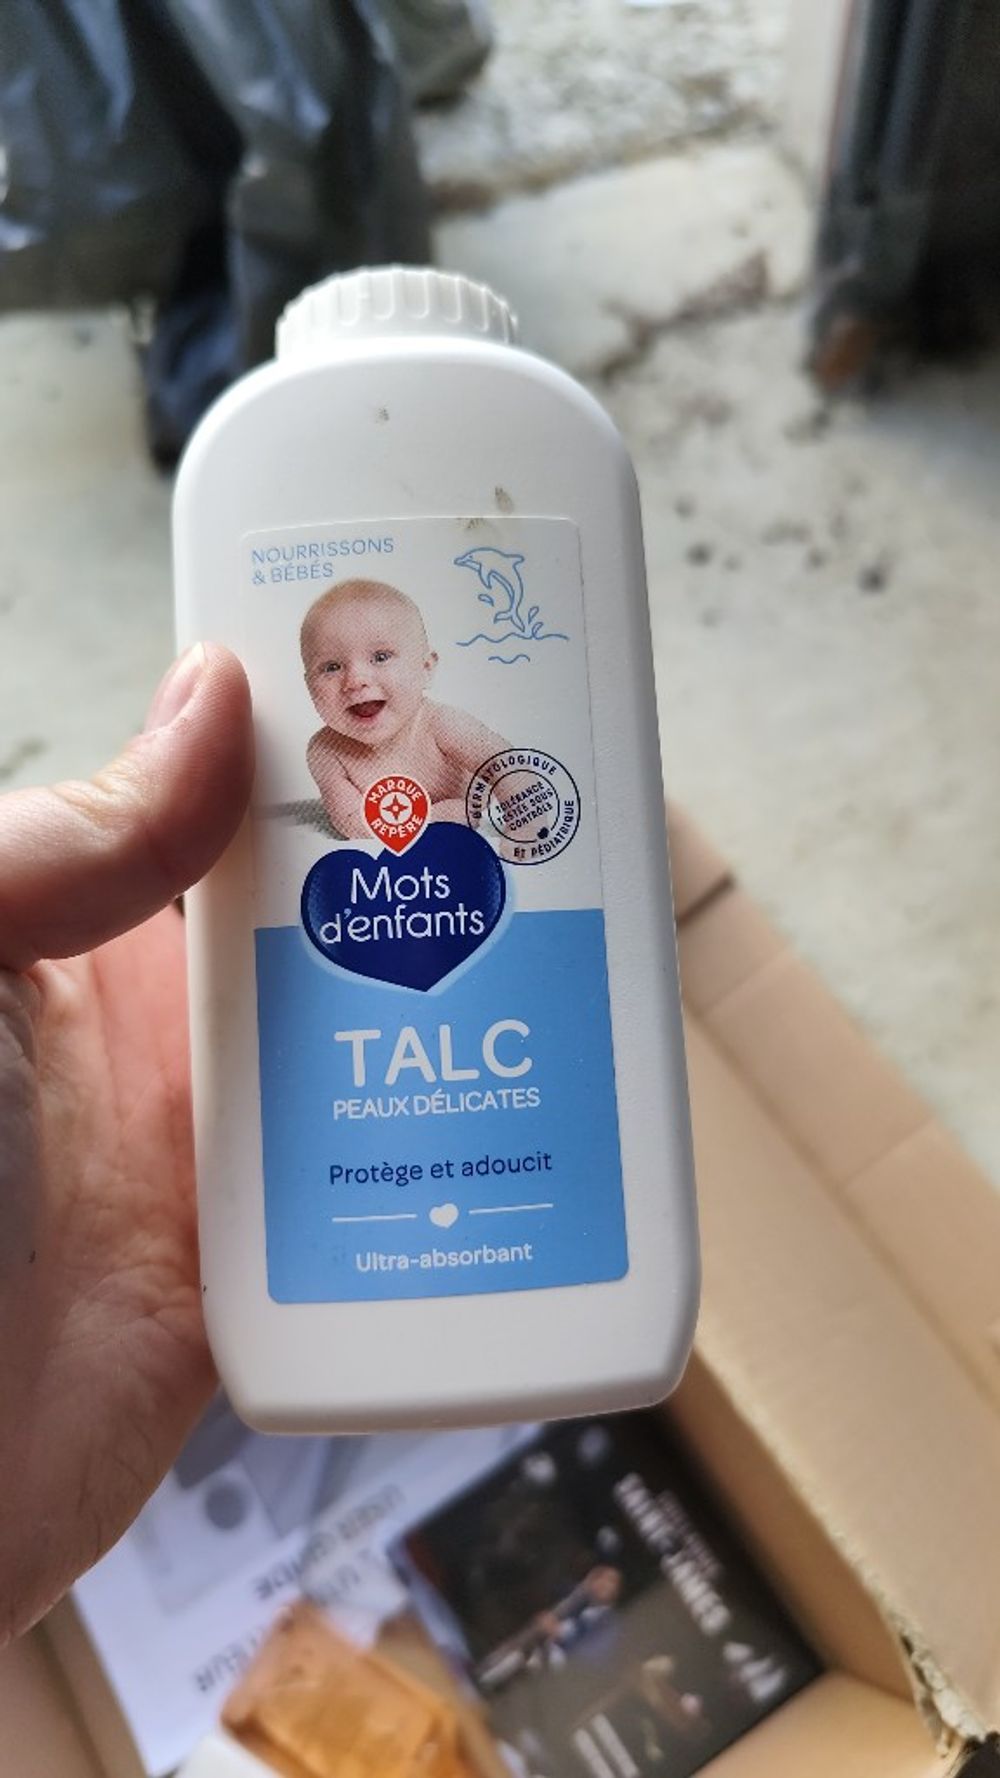 NOURRISSONS
& BÉBÉS
DERMATOLOGIQUE
TOLÉRANCE
TESTÉE SOUS
CONTRÔLE
ET PÉDIATRIQUE
MARQUE
REPÈRE
Mots
d'enfants
TALC
PEAUX DÉLICATES
Protège et adoucit
Ultra-absorbant